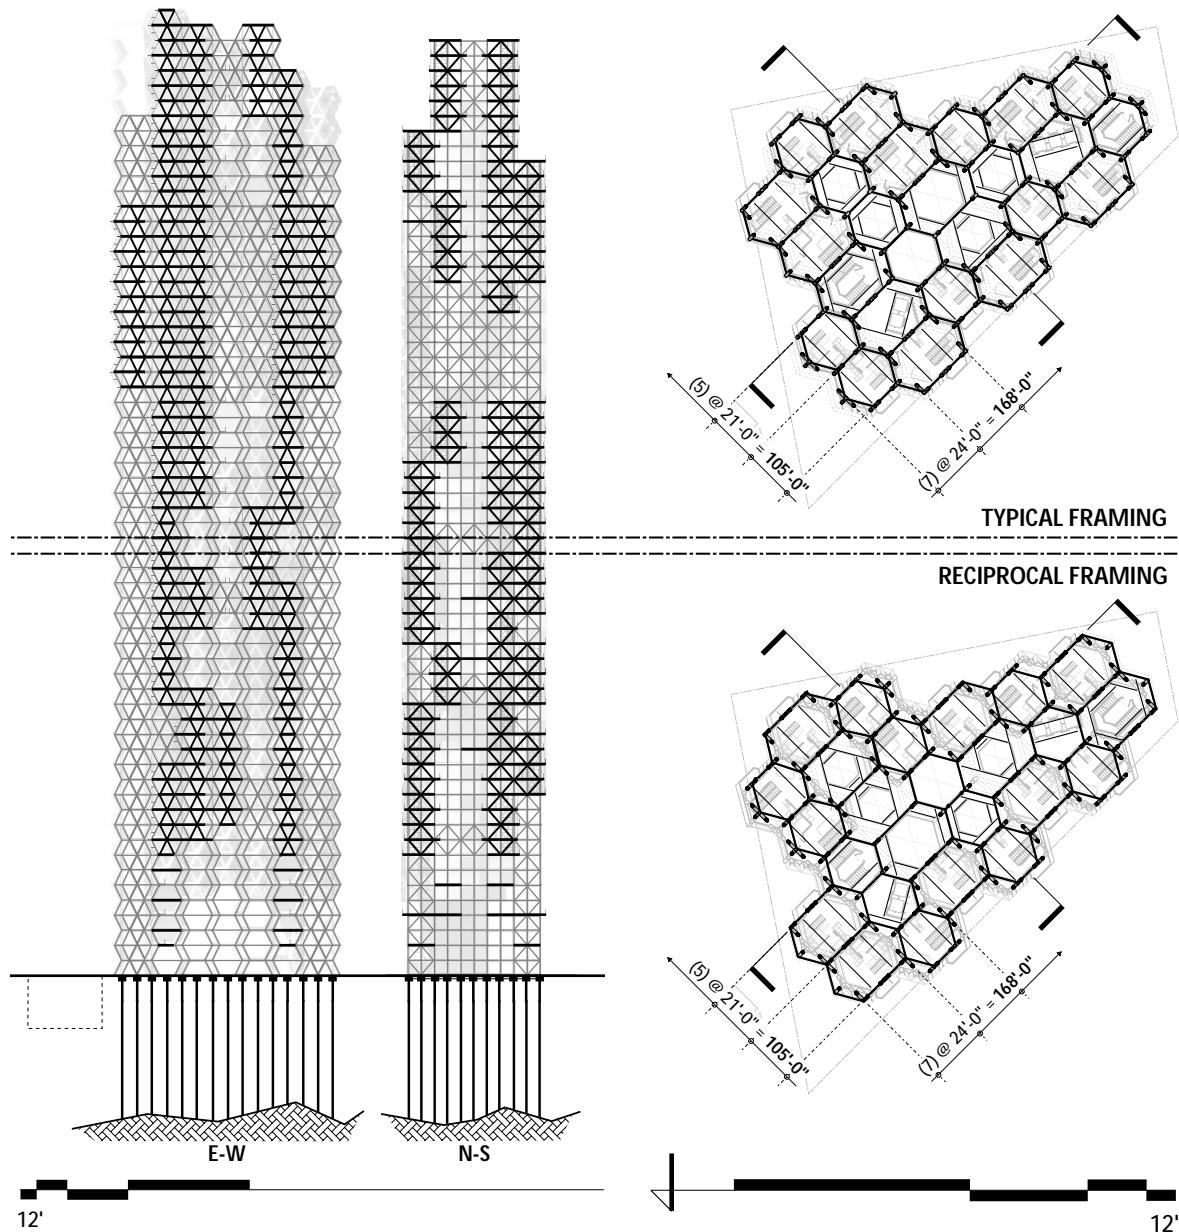 (5) @ 21'-0" = 105'-0"
(7) @ 24'-0" = 168'-0"
TYPICAL FRAMING
RECIPROCAL FRAMING
(5) @ 21'-0" = 105'-0"
(7) @ 24'-0" = 168'-0"
E-W
N-S
12'
12'